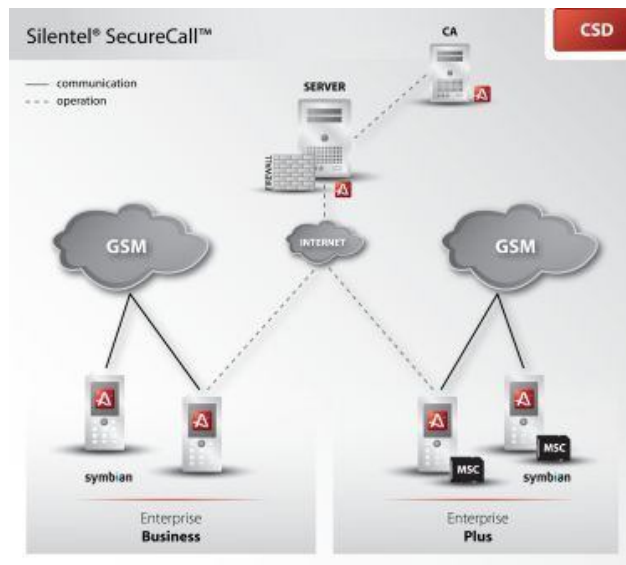 Silentel® SecureCall™
CA
CSD
communication
operation
SERVER
FIREWALL
INTERNET
GSM
GSM
MSC
MSC
symbian
symbian
Enterprise
Business
Enterprise
Plus